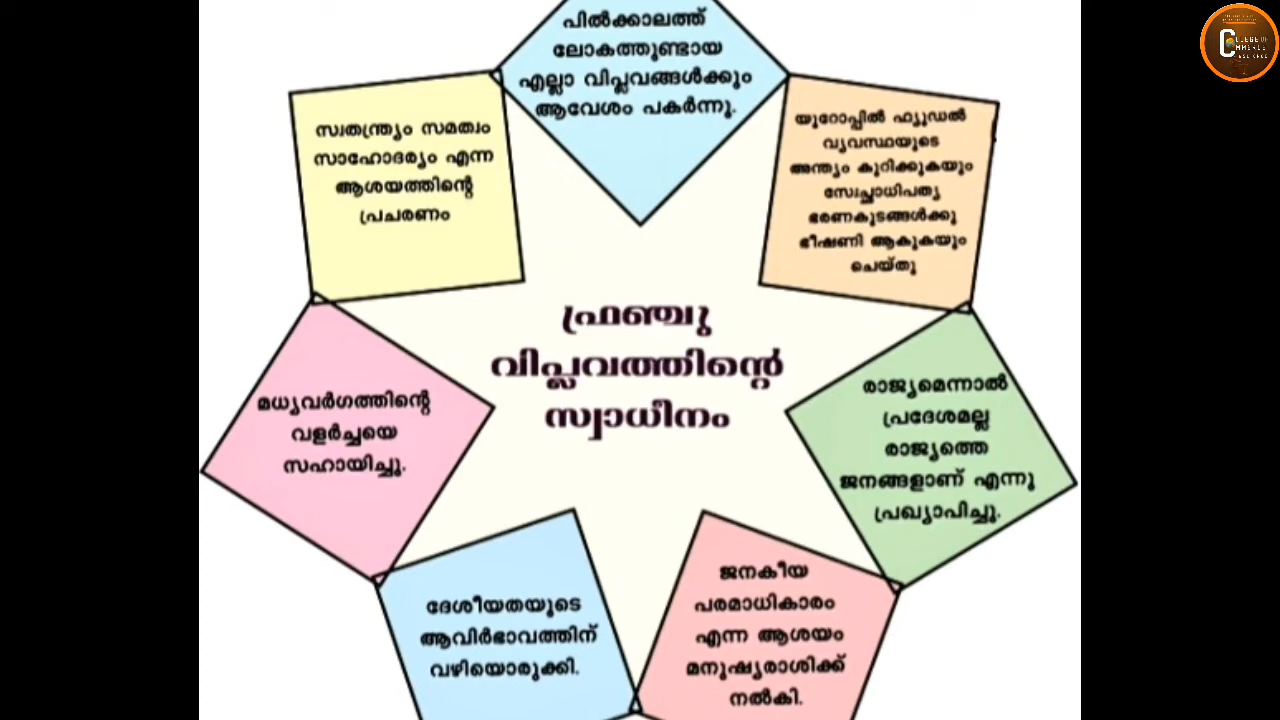 പിൽക്കാലത്ത്
ലോകത്തുണ്ടായ
എല്ലാ വിപ്ലവങ്ങൾക്കും
ആവേശം പകർന്നു.
യൂറോപ്പിൽ ഫ്യൂഡൽ
വ്യവസ്ഥയുടെ
അന്ത്യം കുറിക്കുകയും
സ്വേച്ഛാധിപത്യ
ഭരണകൂടങ്ങൾക്കു
ഭീഷണി ആകുകയും
ചെയ്തു
രാജ്യമെന്നാൽ
പ്രദേശമല്ല
രാജ്യത്തെ
ജനങ്ങളാണ് എന്നു
പ്രഖ്യാപിച്ചു.
ജനകീയ
പരമാധികാരം
എന്ന ആശയം
മനുഷ്യരാശിക്ക്
നൽകി.
ദേശീയതയുടെ
ആവിർഭാവത്തിന്
വഴിയൊരുക്കി.
മധ്യവർഗത്തിന്റെ
വളർച്ചയെ
സഹായിച്ചു.
സ്വതന്ത്ര്യം സമത്വം
സാഹോദര്യം എന്ന
ആശയത്തിന്റെ
പ്രചരണം
ഫ്രഞ്ചു
വിപ്ലവത്തിന്റെ
സ്വാധീനം